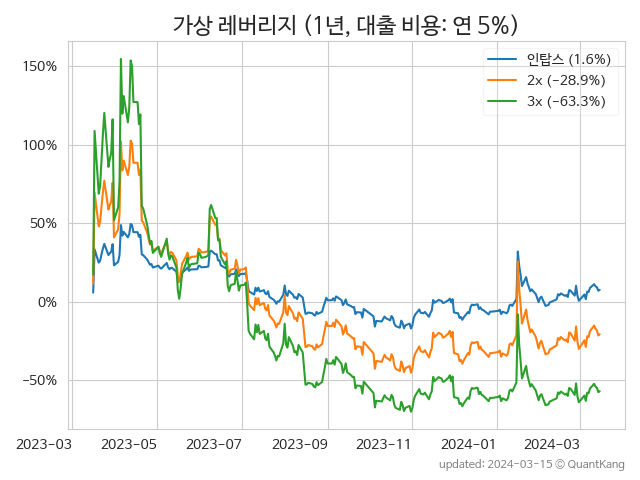 가상 레버리지 (1년, 대출 비용: 연 5%)
인탑스 (1.6%)
2x (−28.9%)
3x (−63.3%)
150%
100%
50%
0%
−50%
2023-03 2023-05 2023-07 2023-09 2023-11 2024-01 2024-03
updated: 2024-03-15 © QuantKang